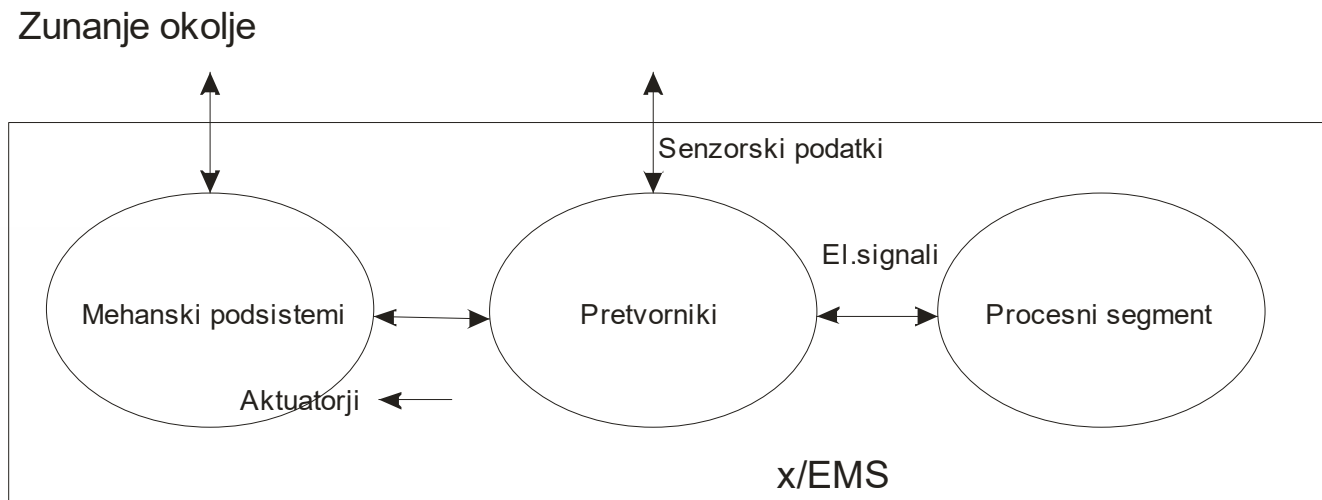 Zunanje okolje
Senzorski podatki
El.signali
Mehanski podsistemi
Pretvorniki
Procesni segment
Aktuatorji
x/EMS